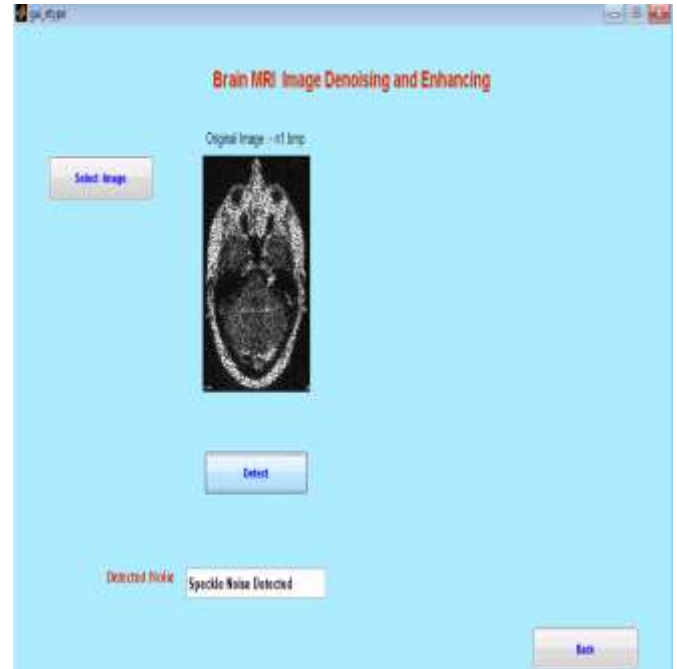 Brain MRI Image Denoising and Enhancing
Original Image - n1.bmp
Select Image
Detect
Detected Noise
Speckle Noise Detected
Back